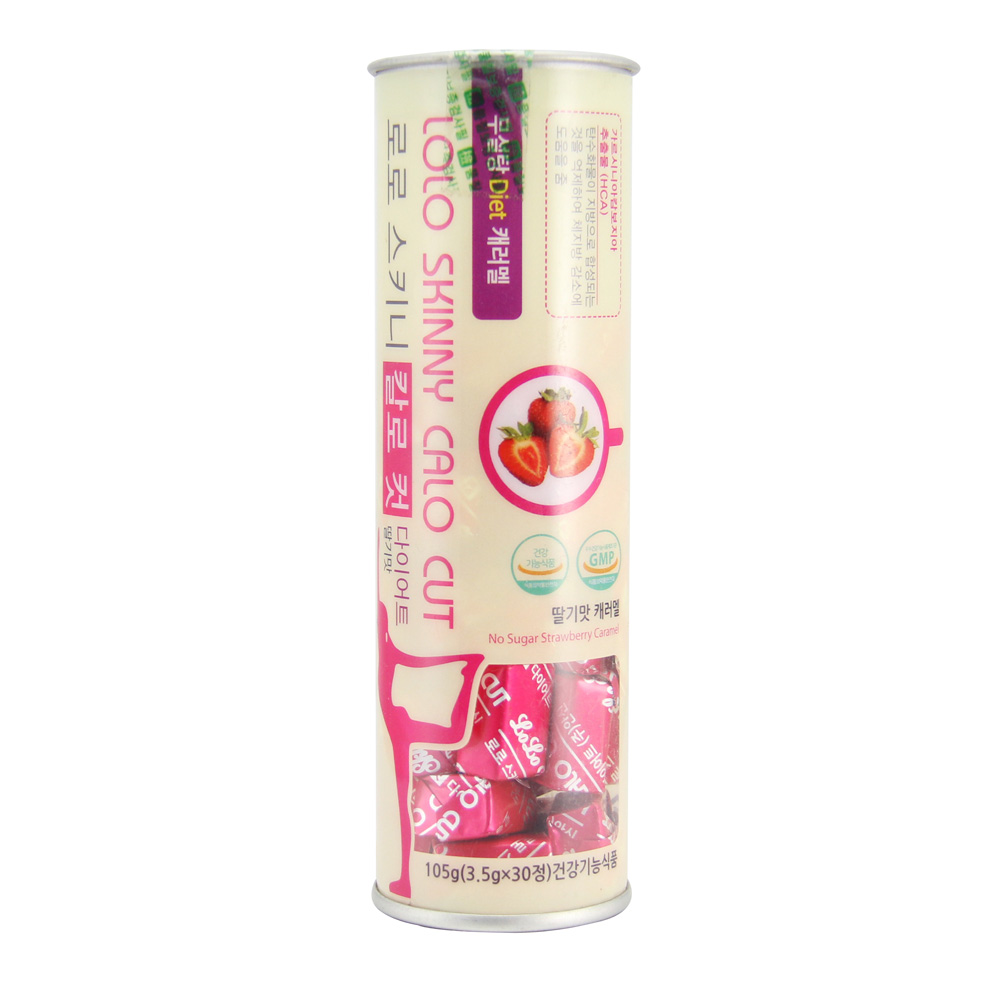 무설탕 Diet 캐러멜
LOLO SKINNY CALO CUT
로로 스키니 칼로 컷 다이어트
딸기맛
가르시니아캄보지아
추출물 (HCA)
탄수화물이 지방으로 합성되는
것을 억제하여 체지방 감소에
도움을 줌
건강
기능식품
GMP
딸기맛 캐러멜
No Sugar Strawberry Caramel
CUT
LoLo
로로 스
105g(3.5g×30정)건강기능식품